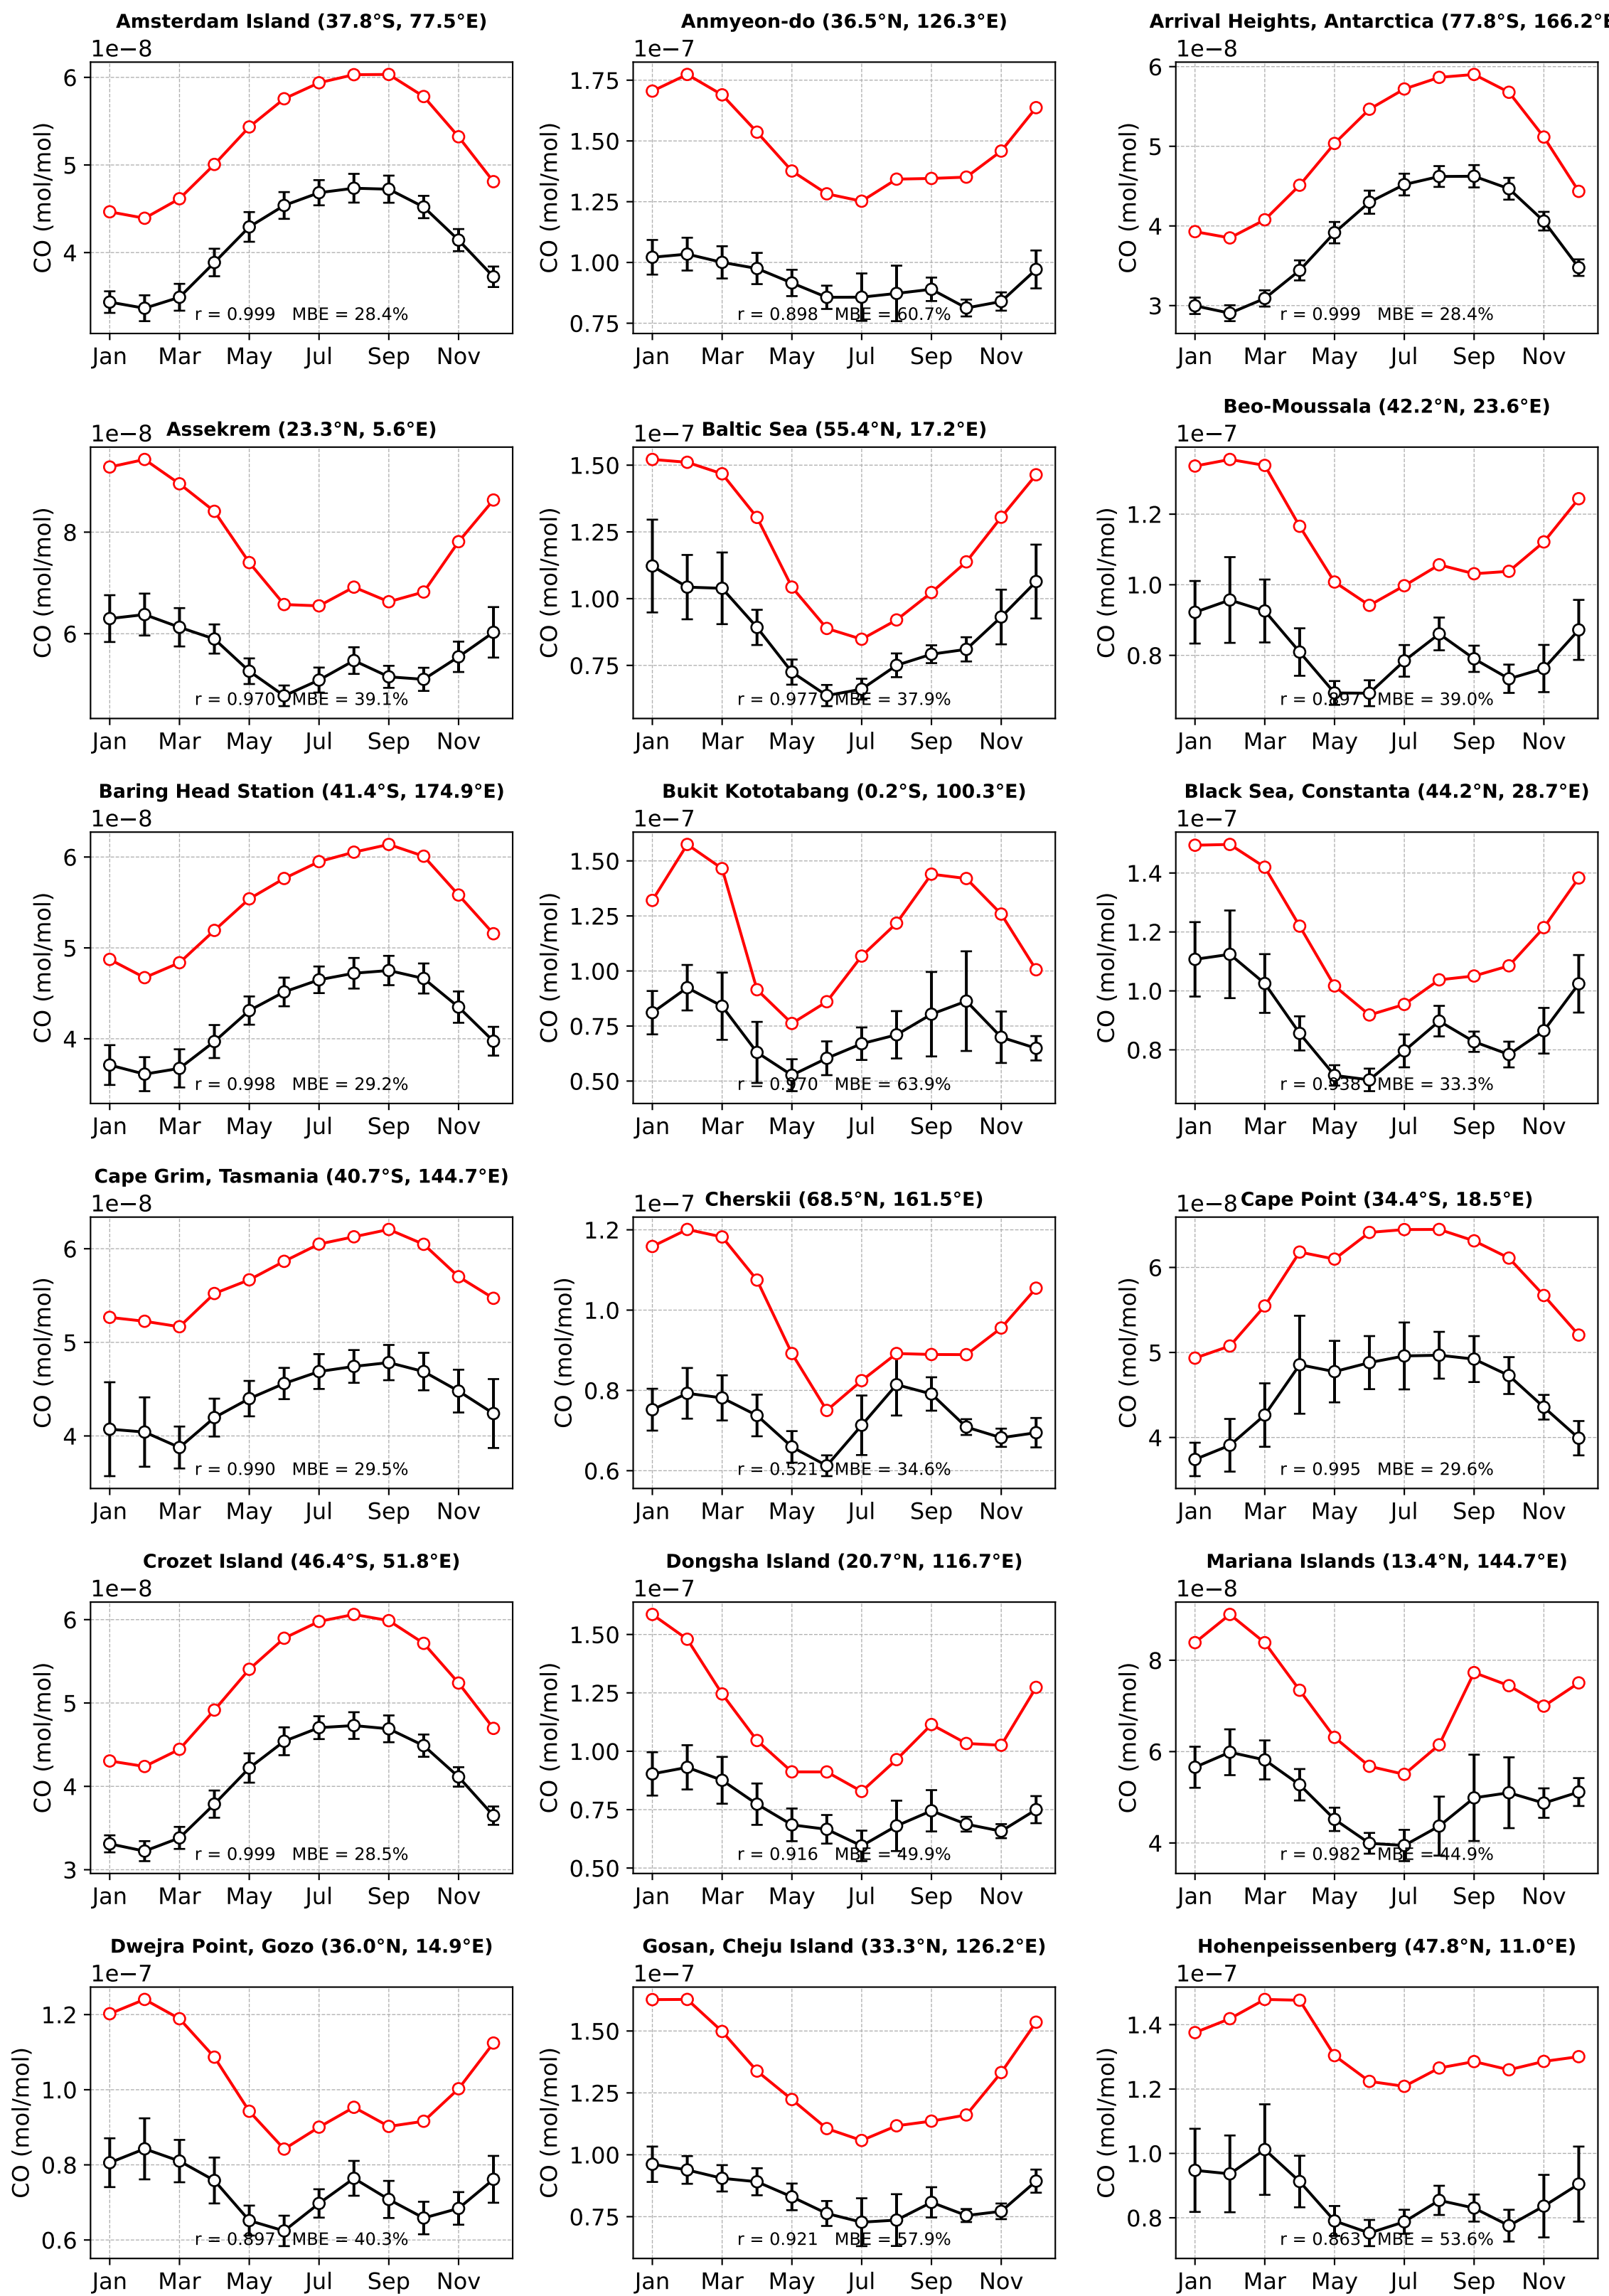 Amsterdam Island (37.8°S, 77.5°E)
1e−8
CO (mol/mol)
6
5
4
r = 0.999 MBE = 28.4%
Jan Mar May Jul Sep Nov
Anmyeon-do (36.5°N, 126.3°E)
1e−7
CO (mol/mol)
1.75
1.50
1.25
1.00
0.75
r = 0.898 MBE = 60.7%
Jan Mar May Jul Sep Nov
Arrival Heights, Antarctica (77.8°S, 166.2°E
1e−8
CO (mol/mol)
6
5
4
3
r = 0.999 MBE = 28.4%
Jan Mar May Jul Sep Nov
Assekrem (23.3°N, 5.6°E)
1e−8
CO (mol/mol)
8
6
r = 0.970 MBE = 39.1%
Jan Mar May Jul Sep Nov
Baltic Sea (55.4°N, 17.2°E)
1e−7
CO (mol/mol)
1.50
1.25
1.00
0.75
r = 0.977 MBE = 37.9%
Jan Mar May Jul Sep Nov
Beo-Moussala (42.2°N, 23.6°E)
1e−7
CO (mol/mol)
1.2
1.0
0.8
r = 0.897 MBE = 39.0%
Jan Mar May Jul Sep Nov
Baring Head Station (41.4°S, 174.9°E)
1e−8
CO (mol/mol)
6
5
4
r = 0.998 MBE = 29.2%
Jan Mar May Jul Sep Nov
Bukit Kototabang (0.2°S, 100.3°E)
1e−7
CO (mol/mol)
1.50
1.25
1.00
0.75
0.50
r = 0.970 MBE = 63.9%
Jan Mar May Jul Sep Nov
Black Sea, Constanta (44.2°N, 28.7°E)
1e−7
CO (mol/mol)
1.4
1.2
1.0
0.8
r = 0.938 MBE = 33.3%
Jan Mar May Jul Sep Nov
Cape Grim, Tasmania (40.7°S, 144.7°E)
1e−8
CO (mol/mol)
6
5
4
r = 0.990 MBE = 29.5%
Jan Mar May Jul Sep Nov
Cherskii (68.5°N, 161.5°E)
1e−7
CO (mol/mol)
1.2
1.0
0.8
0.6
r = 0.521 MBE = 34.6%
Jan Mar May Jul Sep Nov
Cape Point (34.4°S, 18.5°E)
1e−8
CO (mol/mol)
6
5
4
r = 0.995 MBE = 29.6%
Jan Mar May Jul Sep Nov
Crozet Island (46.4°S, 51.8°E)
1e−8
CO (mol/mol)
6
5
4
3
r = 0.999 MBE = 28.5%
Jan Mar May Jul Sep Nov
Dongsha Island (20.7°N, 116.7°E)
1e−7
CO (mol/mol)
1.50
1.25
1.00
0.75
0.50
r = 0.916 MBE = 49.9%
Jan Mar May Jul Sep Nov
Mariana Islands (13.4°N, 144.7°E)
1e−8
CO (mol/mol)
8
6
4
r = 0.982 MBE = 44.9%
Jan Mar May Jul Sep Nov
Dwejra Point, Gozo (36.0°N, 14.9°E)
1e−7
CO (mol/mol)
1.2
1.0
0.8
0.6
r = 0.897 MBE = 40.3%
Jan Mar May Jul Sep Nov
Gosan, Cheju Island (33.3°N, 126.2°E)
1e−7
CO (mol/mol)
1.50
1.25
1.00
0.75
r = 0.921 MBE = 57.9%
Jan Mar May Jul Sep Nov
Hohenpeissenberg (47.8°N, 11.0°E)
1e−7
CO (mol/mol)
1.4
1.2
1.0
0.8
r = 0.863 MBE = 53.6%
Jan Mar May Jul Sep Nov